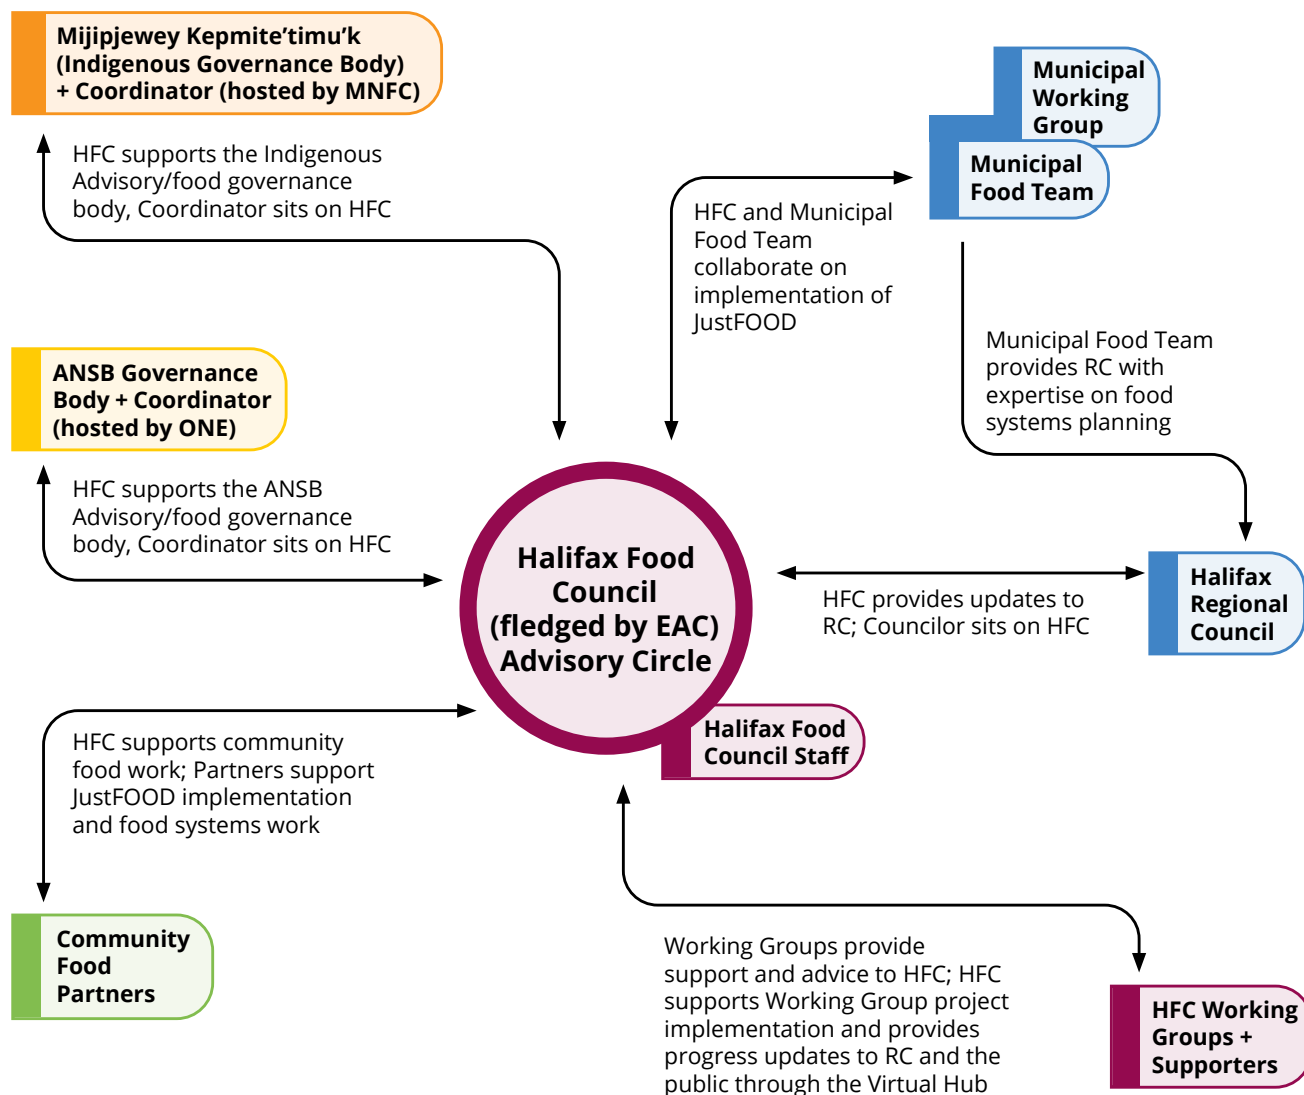 Mijipjewey Kepmite’timu’k
(Indigenous Governance Body)
+ Coordinator (hosted by MNFC)
HFC supports the Indigenous
Advisory/food governance
body, Coordinator sits on HFC
Municipal
Working
Group
Municipal
Food Team
HFC and Municipal
Food Team
collaborate on
implementation of
JustFOOD
Municipal Food Team
provides RC with
expertise on food
systems planning
ANSB Governance
Body + Coordinator
(hosted by ONE)
HFC supports the ANSB
Advisory/food governance
body, Coordinator sits on HFC
Halifax Food
Council
(fledged by EAC)
Advisory Circle
HFC provides updates to
RC; Councilor sits on HFC
Halifax
Regional
Council
Halifax Food
Council Staff
HFC supports community
food work; Partners support
JustFOOD implementation
and food systems work
Community
Food
Partners
Working Groups provide
support and advice to HFC; HFC
supports Working Group project
implementation and provides
progress updates to RC and the
public through the Virtual Hub
HFC Working
Groups +
Supporters